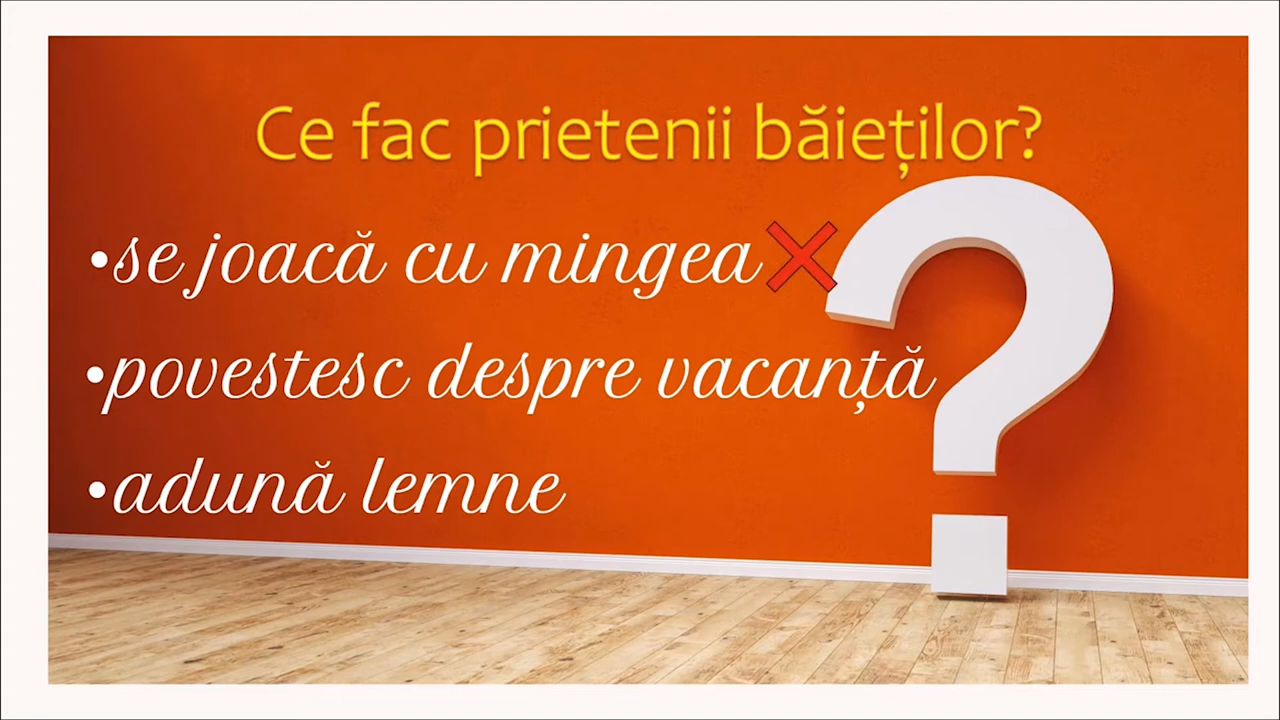 Ce fac prietenii băieților?
•se joacă cu mingea❌
•povestesc despre vacanță
•adună lemne